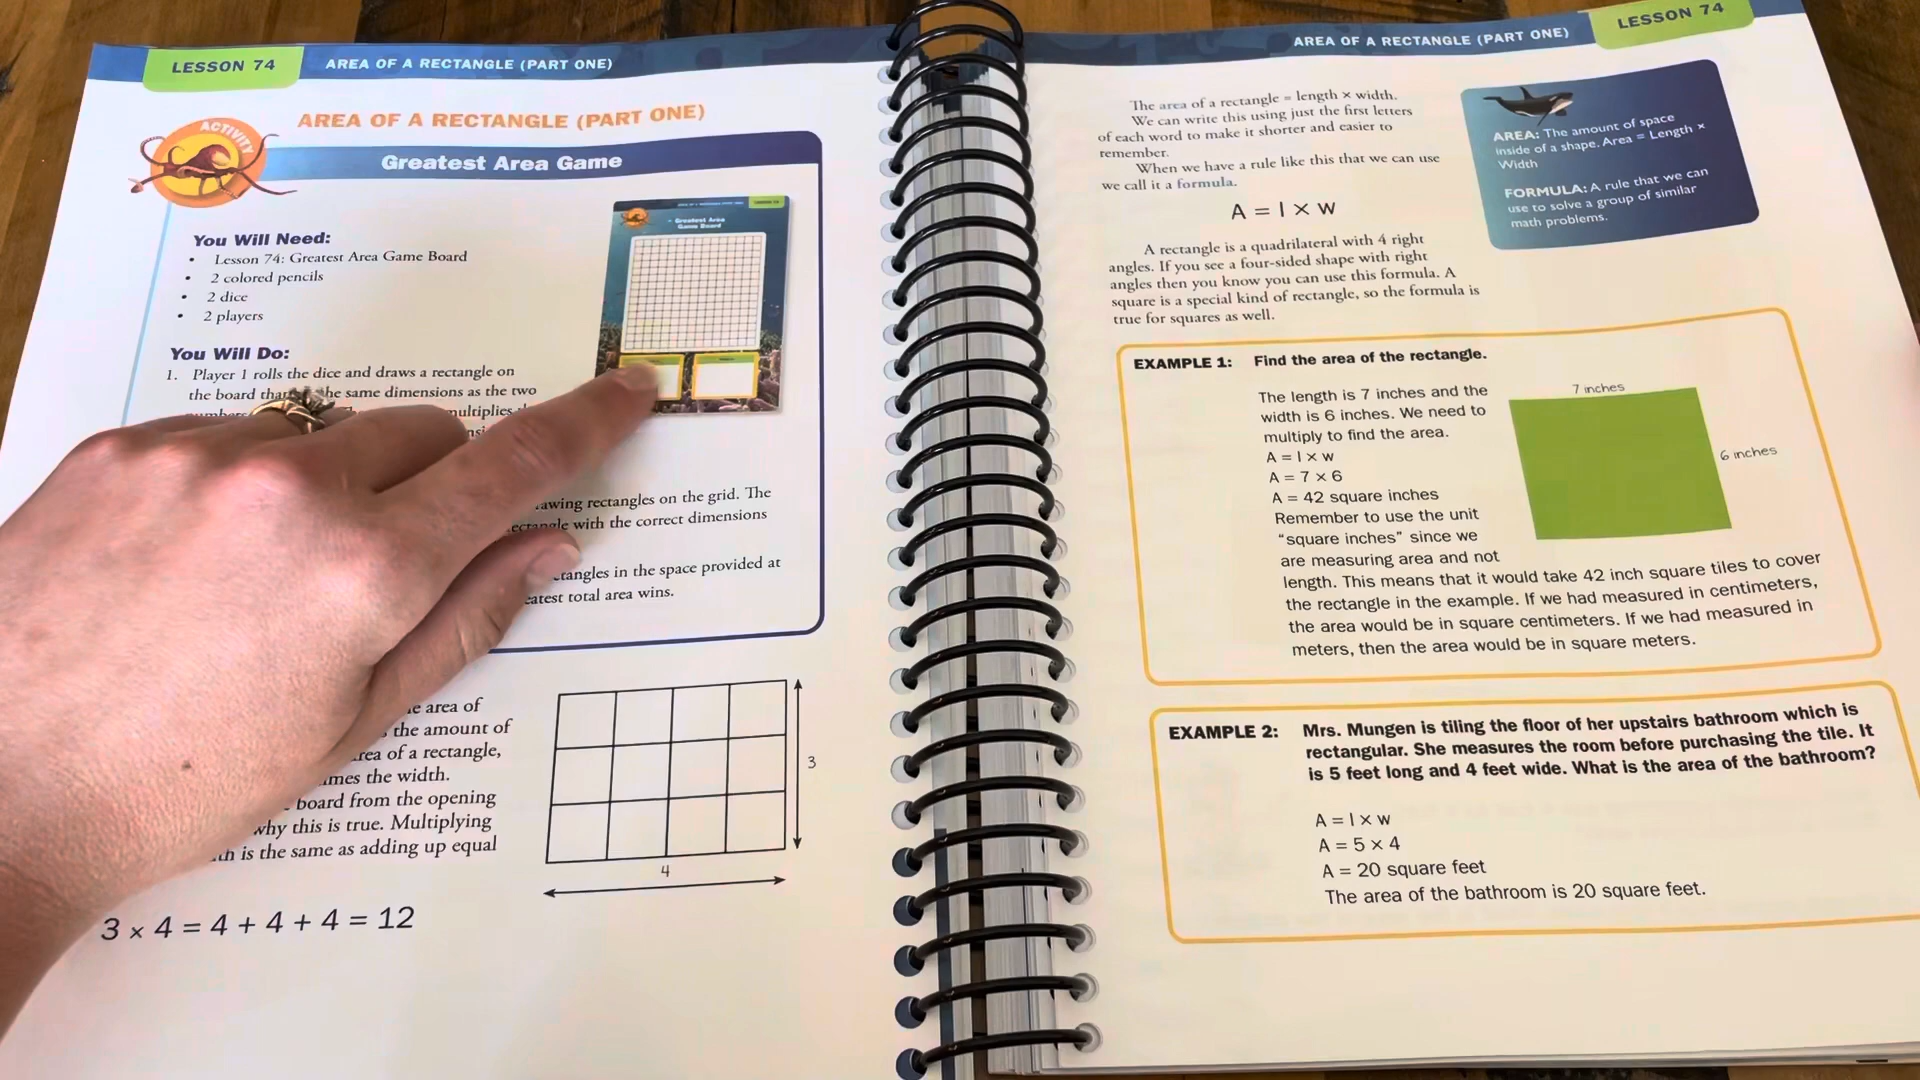 LESSON 74
AREA OF A RECTANGLE (PART ONE)
AREA OF A RECTANGLE (PART ONE)
ACTIVITY
Greatest Area Game
Greatest Area
Game Board
You Will Need:
• Lesson 74: Greatest Area Game Board
• 2 colored pencils
• 2 dice
• 2 players
You Will Do:
1. Player 1 rolls the dice and draws a rectangle on
the board the same dimensions as the two
multiplies
rectangles on the grid. The
with the correct dimensions
in the space provided at
total area wins.
area of
the amount of
of a rectangle,
the width.
board from the opening
why this is true. Multiplying
is the same as adding up equal
3
4
3 × 4 = 4 + 4 + 4 = 12
AREA OF A RECTANGLE (PART ONE)
LESSON 74
The area of a rectangle = length × width.
We can write this using just the first letters
of each word to make it shorter and easier to
remember.
When we have a rule like this that we can use
we call it a formula.
A = l × w
A rectangle is a quadrilateral with 4 right
angles. If you see a four-sided shape with right
angles then you know you can use this formula. A
square is a special kind of rectangle, so the formula is
true for squares as well.
AREA: The amount of space
inside of a shape. Area = Length ×
Width
FORMULA: A rule that we can
use to solve a group of similar
math problems.
EXAMPLE 1: Find the area of the rectangle.
The length is 7 inches and the
width is 6 inches. We need to
multiply to find the area.
A = l × w
A = 7 × 6
A = 42 square inches
Remember to use the unit
"square inches" since we
are measuring area and not
length. This means that it would take 42 inch square tiles to cover
the rectangle in the example. If we had measured in centimeters,
the area would be in square centimeters. If we had measured in
meters, then the area would be in square meters.
7 inches
6 inches
EXAMPLE 2: Mrs. Mungen is tiling the floor of her upstairs bathroom which is
rectangular. She measures the room before purchasing the tile. It
is 5 feet long and 4 feet wide. What is the area of the bathroom?
A = l × w
A = 5 × 4
A = 20 square feet
The area of the bathroom is 20 square feet.